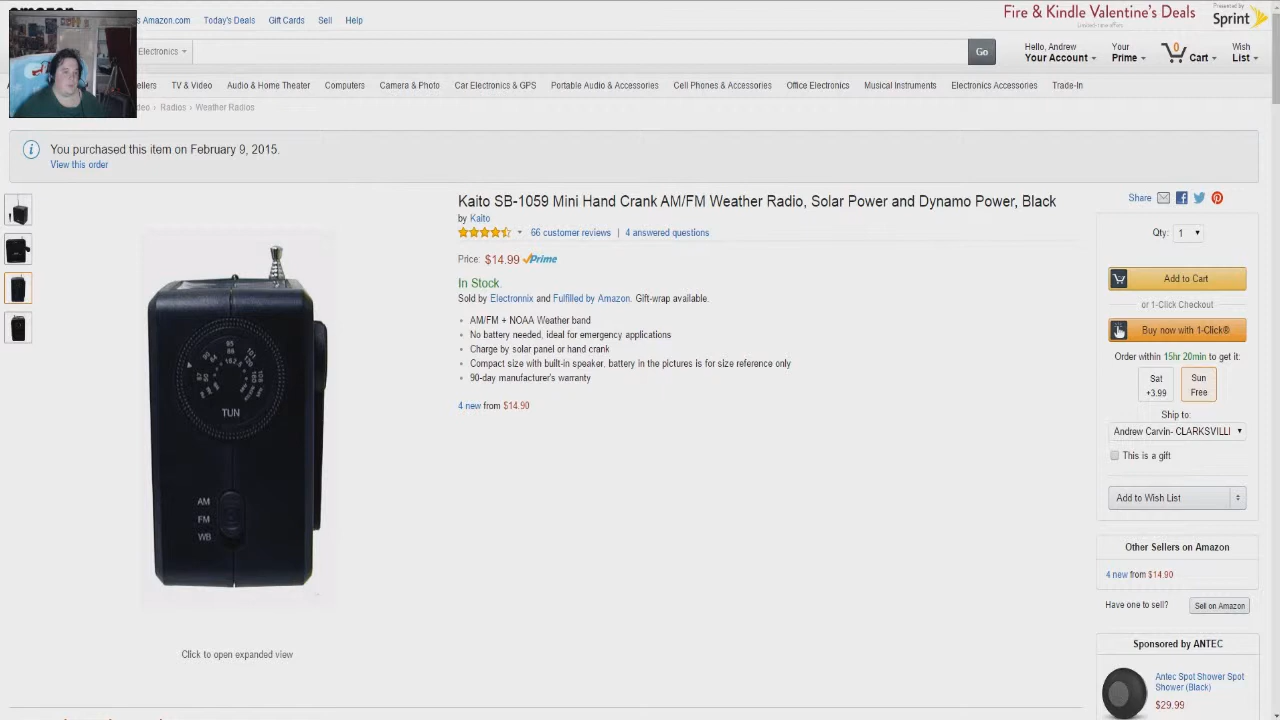 amazon
s Amazon.com Today's Deals Gift Cards Sell Help
Fire & Kindle Valentine's Deals
Limited-time offers
Presented by
Sprint
Electronics
Go
Hello, Andrew
Your Account
Your
Prime
0
Cart
Wish
List
llers TV & Video Audio & Home Theater Computers Camera & Photo Car Electronics & GPS Portable Audio & Accessories Cell Phones & Accessories Office Electronics Musical Instruments Electronics Accessories Trade-In
deo › Radios › Weather Radios
You purchased this item on February 9, 2015.
View this order
Kaito SB-1059 Mini Hand Crank AM/FM Weather Radio, Solar Power and Dynamo Power, Black
by Kaito
66 customer reviews | 4 answered questions
Price: $14.99 Prime
In Stock.
Sold by Electronnix and Fulfilled by Amazon. Gift-wrap available.
• AM/FM + NOAA Weather band
• No battery needed, ideal for emergency applications
• Charge by solar panel or hand crank
• Compact size with built-in speaker, battery in the pictures is for size reference only
• 90-day manufacturer's warranty
4 new from $14.90
TUN
AM
FM
WB
Click to open expanded view
Share
Qty: 1
Add to Cart
or 1-Click Checkout
Buy now with 1-Click®
Order within 15hr 20min to get it:
Sat
+3.99
Sun
Free
Ship to:
Andrew Carvin- CLARKSVILLI
This is a gift
Add to Wish List
Other Sellers on Amazon
4 new from $14.90
Have one to sell?
Sell on Amazon
Sponsored by ANTEC
Antec Spot Shower Spot
Shower (Black)
$29.99